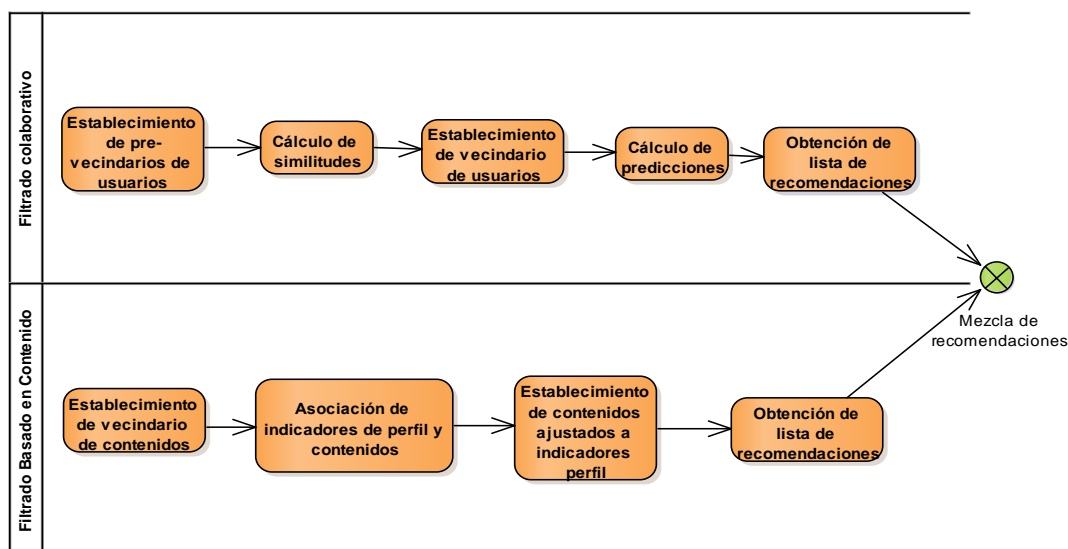 Filtrado colaborativo
Establecimiento
de pre-
vecindarios de
usuarios
Cálculo de
similitudes
Establecimiento
de vecindario
de usuarios
Cálculo de
predicciones
Obtención de
lista de
recomendaciones
Mezcla de
recomendaciones
Filtrado Basado en Contenido
Establecimiento
de vecindario
de contenidos
Asociación de
indicadores de perfil y
contenidos
Establecimiento
de contenidos
ajustados a
indicadores
perfil
Obtención de
lista de
recomendaciones